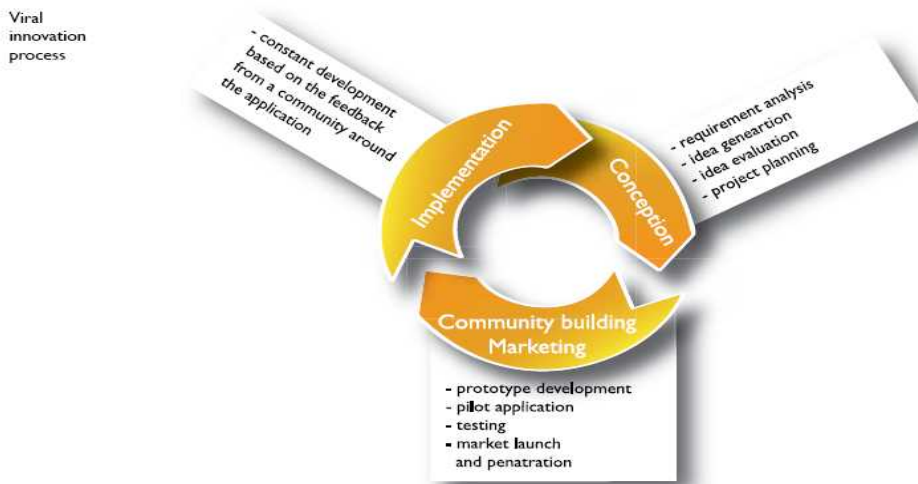 Viral
innovation
process
- constant development
based on the feedback
from a community around
the application
Implementation
Conception
- requirement analysis
- idea geneartion
- idea evaluation
- project planning
Community building
Marketing
- prototype development
- pilot application
- testing
- market launch
and penatration